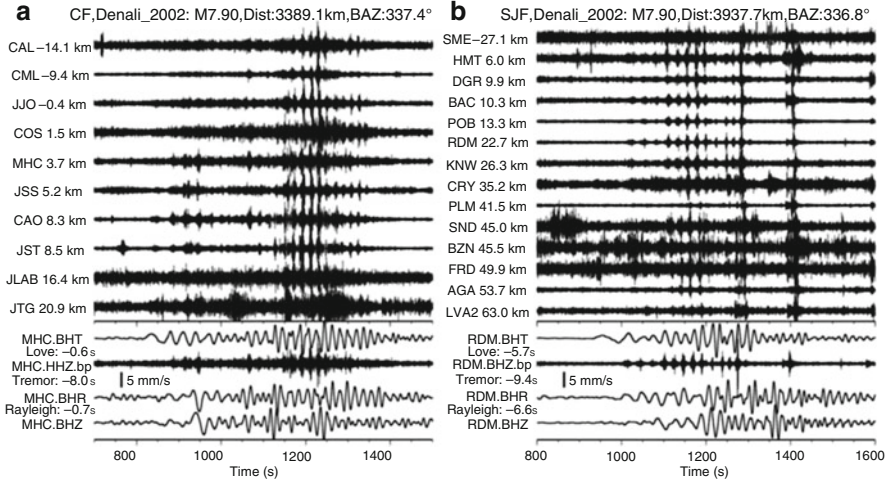 a CF,Denali_2002: M7.90,Dist:3389.1km,BAZ:337.4°
CAL−14.1 km
CML−9.4 km
JJO −0.4 km
COS 1.5 km
MHC 3.7 km
JSS 5.2 km
CAO 8.3 km
JST 8.5 km
JLAB 16.4 km
JTG 20.9 km
MHC.BHT
Love: −0.6s
MHC.HHZ.bp
Tremor: −8.0s
5 mm/s
MHC.BHR
Rayleigh: −0.7s
MHC.BHZ
800 1000 1200 1400
Time (s)
b SJF,Denali_2002: M7.90,Dist:3937.7km,BAZ:336.8°
SME−27.1 km
HMT 6.0 km
DGR 9.9 km
BAC 10.3 km
POB 13.3 km
RDM 22.7 km
KNW 26.3 km
CRY 35.2 km
PLM 41.5 km
SND 45.0 km
BZN 45.5 km
FRD 49.9 km
AGA 53.7 km
LVA2 63.0 km
RDM.BHT
Love: −5.7s
RDM.BHZ.bp
Tremor: −9.4s
5 mm/s
RDM.BHR
Rayleigh: −6.6s
RDM.BHZ
800 1000 1200 1400 1600
Time (s)